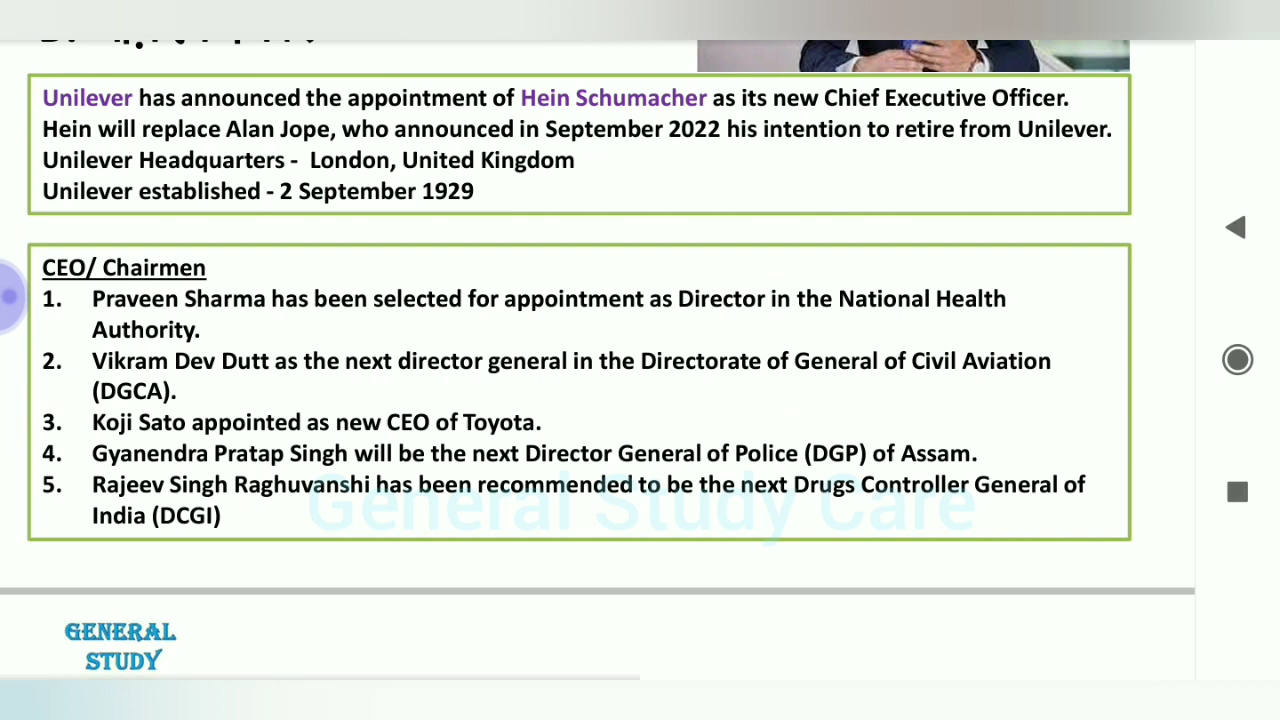 Unilever has announced the appointment of Hein Schumacher as its new Chief Executive Officer.
Hein will replace Alan Jope, who announced in September 2022 his intention to retire from Unilever.
Unilever Headquarters - London, United Kingdom
Unilever established - 2 September 1929
CEO/ Chairmen
1. Praveen Sharma has been selected for appointment as Director in the National Health
Authority.
2. Vikram Dev Dutt as the next director general in the Directorate of General of Civil Aviation
(DGCA).
3. Koji Sato appointed as new CEO of Toyota.
4. Gyanendra Pratap Singh will be the next Director General of Police (DGP) of Assam.
5. Rajeev Singh Raghuvanshi has been recommended to be the next Drugs Controller General of
India (DCGI)
General Study Care
GENERAL
STUDY